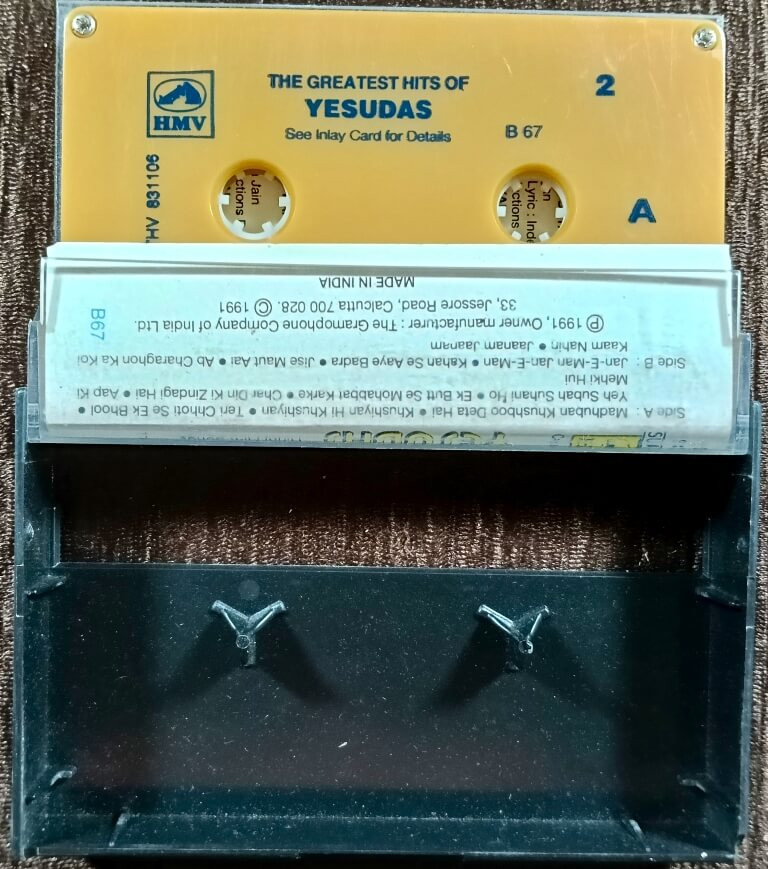 HMV
THE GREATEST HITS OF
YESUDAS
See Inlay Card for Details
B 67
2
A
HV 831106
Jain
Lyric :
Side : A Madhuban Khushboo Deta Hai • Khushiyan Hi Khushiyan • Teri Chhoti Se Ek Bhool •
Yeh Subah Suhani Ho • Ek Butt Se Mohabbat Karke • Char Din Ki Zindagi Hai • Aap Ki
Mehki Hui
Side : B Jan-E-Man Jan-E-Man • Kahan Se Aaye Badra • Jise Maut Aai • Ab Charaghon Ka Koi
Kaam Nahin • Jaanam Jaanam
℗ 1991, Owner manufacturer : The Gramophone Company of India Ltd.
33, Jessore Road, Calcutta 700 028. © 1991
MADE IN INDIA
B67